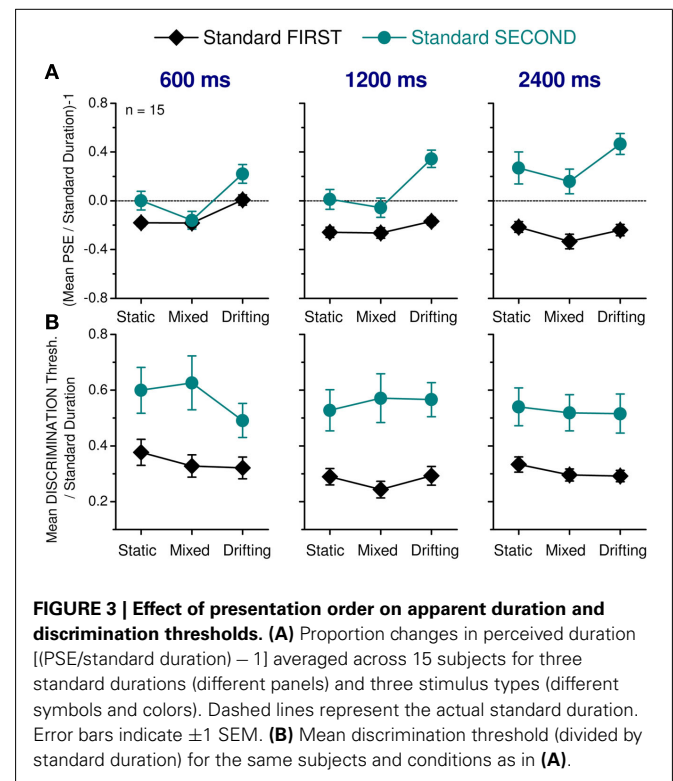 Standard FIRST Standard SECOND
A
600 ms 1200 ms 2400 ms
(Mean PSE / Standard Duration)-1
n = 15
0.8
0.4
0.0
-0.4
-0.8
Static Mixed Drifting Static Mixed Drifting Static Mixed Drifting
B
Mean DISCRIMINATION Thresh.
/ Standard Duration
0.8
0.6
0.4
0.2
Static Mixed Drifting Static Mixed Drifting Static Mixed Drifting
FIGURE 3 | Effect of presentation order on apparent duration and
discrimination thresholds. (A) Proportion changes in perceived duration
[(PSE/standard duration) − 1] averaged across 15 subjects for three
standard durations (different panels) and three stimulus types (different
symbols and colors). Dashed lines represent the actual standard duration.
Error bars indicate ±1 SEM. (B) Mean discrimination threshold (divided by
standard duration) for the same subjects and conditions as in (A).